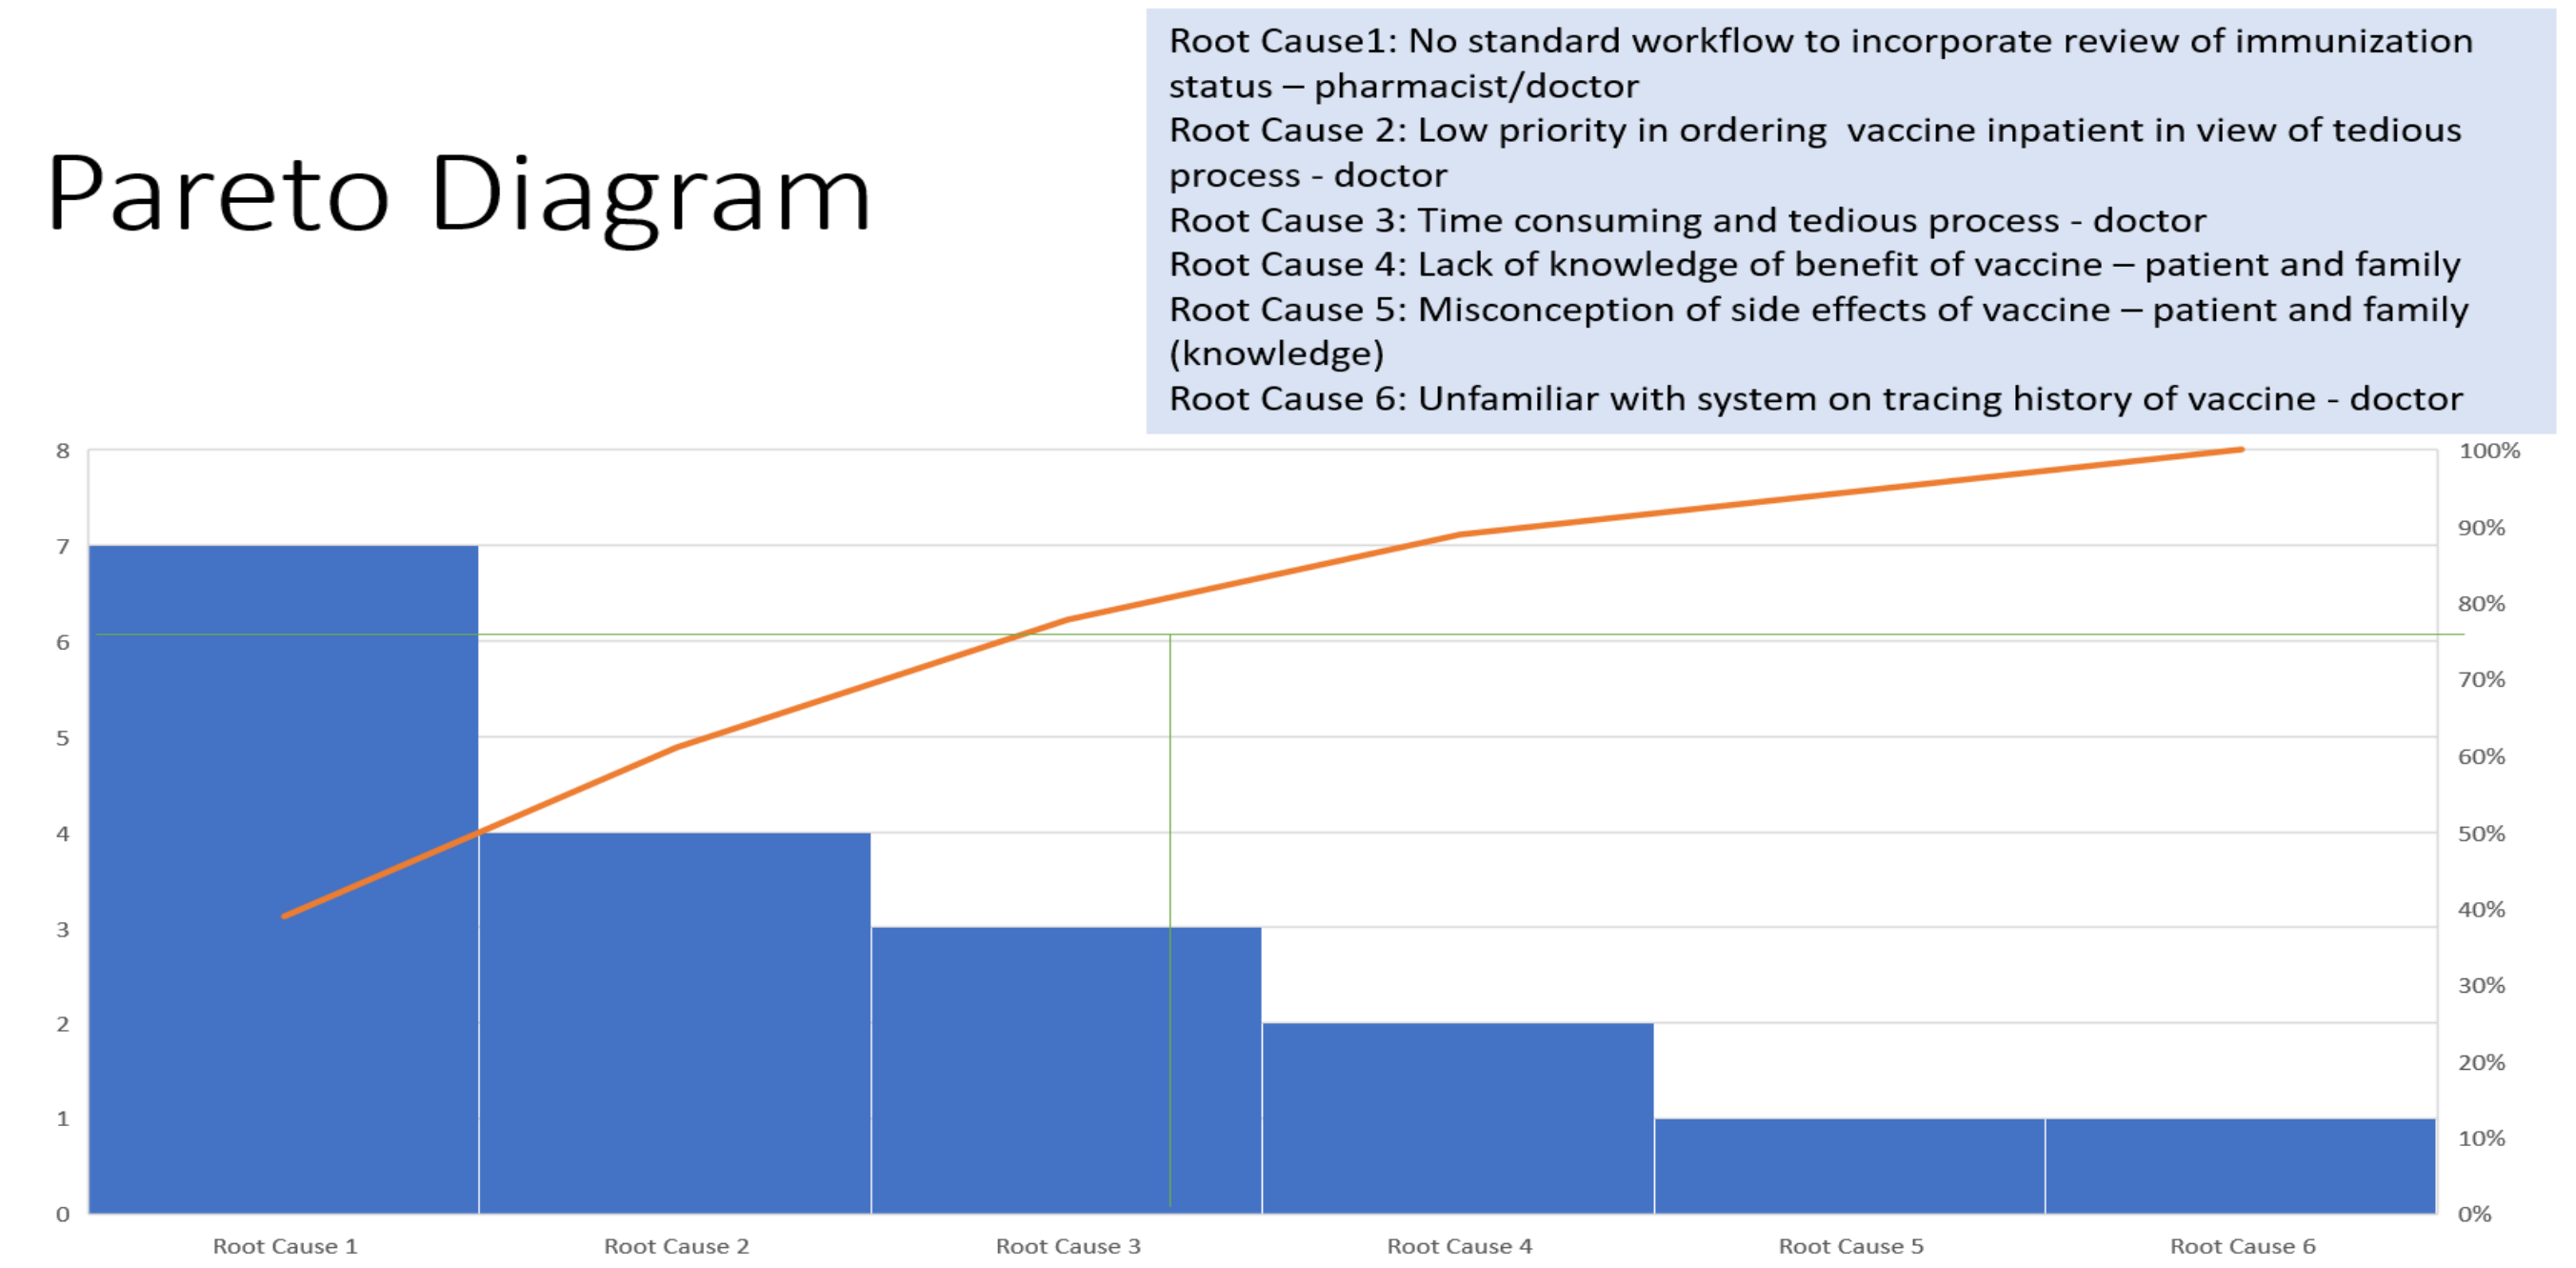 Pareto Diagram
Root Cause1: No standard workflow to incorporate review of immunization
status – pharmacist/doctor
Root Cause 2: Low priority in ordering  vaccine inpatient in view of tedious
process - doctor
Root Cause 3: Time consuming and tedious process - doctor
Root Cause 4: Lack of knowledge of benefit of vaccine – patient and family
Root Cause 5: Misconception of side effects of vaccine – patient and family
(knowledge)
Root Cause 6: Unfamiliar with system on tracing history of vaccine - doctor
8
7
6
5
4
3
2
1
0
100%
90%
80%
70%
60%
50%
40%
30%
20%
10%
0%
Root Cause 1
Root Cause 2
Root Cause 3
Root Cause 4
Root Cause 5
Root Cause 6